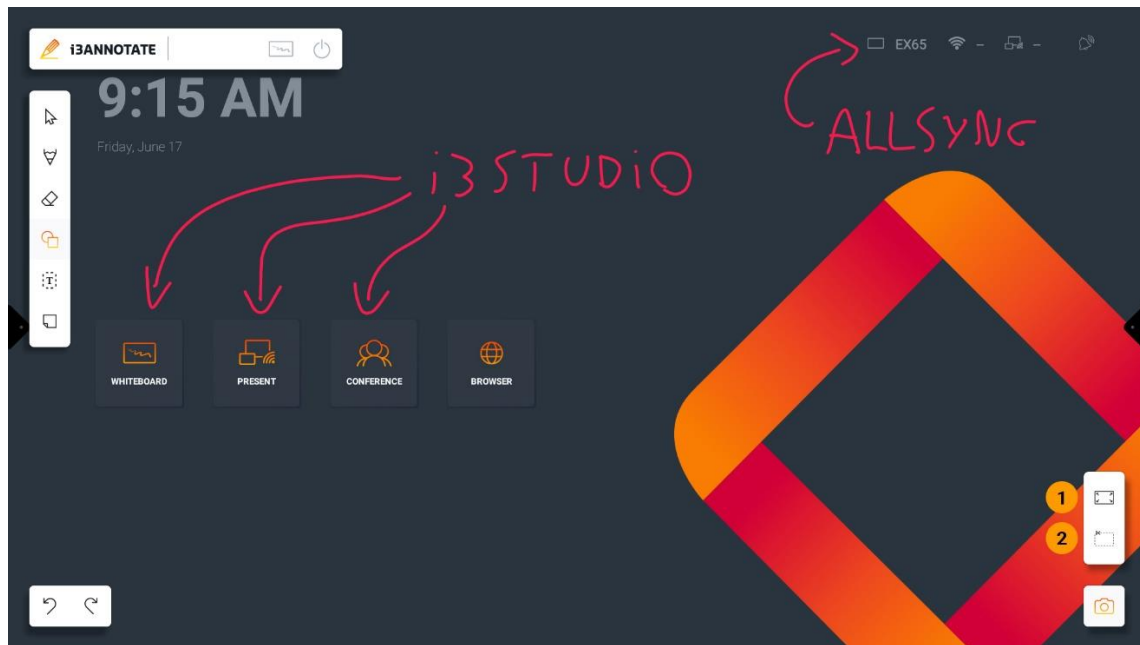 i3ANNOTATE
EX65 – –
9:15 AM
ALLSYNC
Friday, June 17
i3STUDiO
T
WHITEBOARD PRESENT CONFERENCE BROWSER
1
2